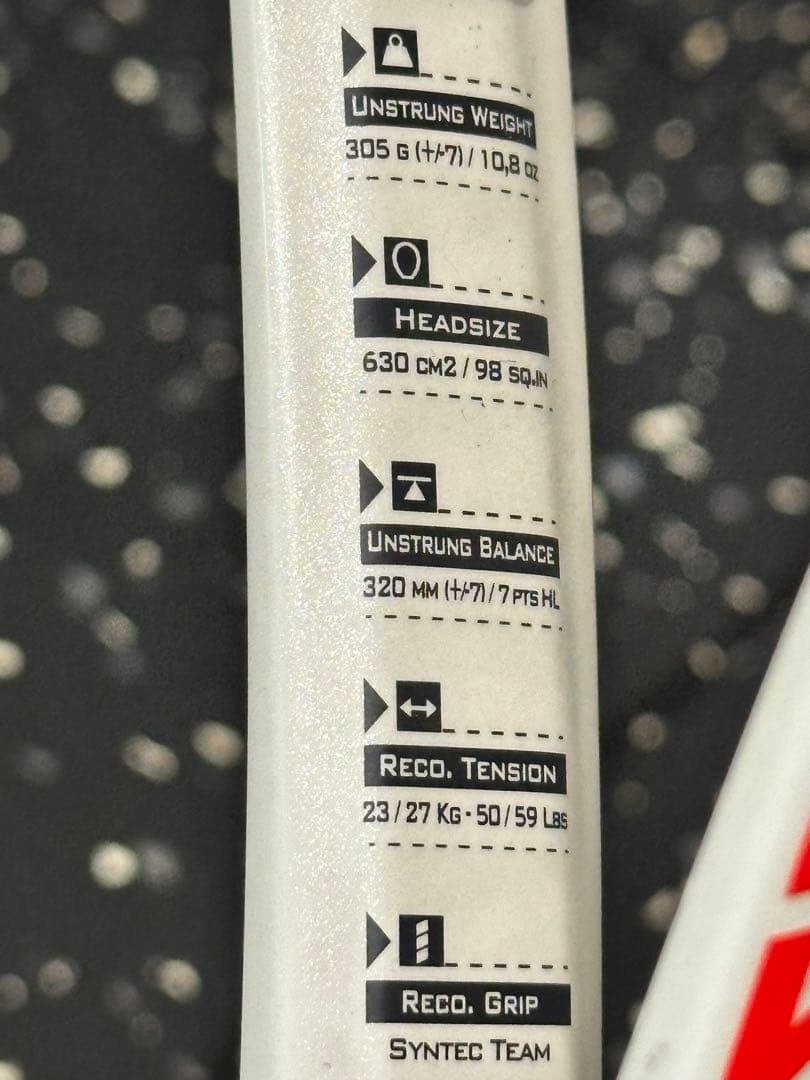 UNSTRUNG WEIGHT
305 G (+/-7) / 10,8 OZ
HEADSIZE
630 CM2 / 98 SQ.IN
UNSTRUNG BALANCE
320 MM (+/-7) / 7 PTS HL
RECO. TENSION
23 / 27 KG - 50 / 59 LBS
RECO. GRIP
SYNTEC TEAM